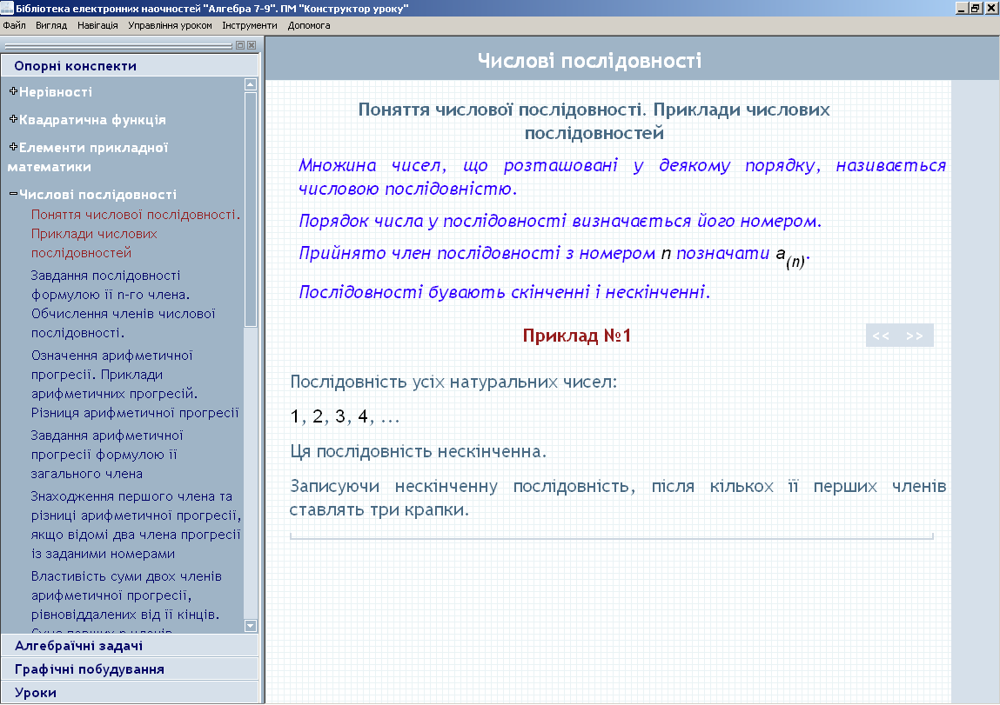 Бібліотека електронних наочностей "Алгебра 7-9". ПМ "Конструктор уроку"
Файл Вигляд Навігація Управління уроком Інструменти Допомога
Опорні конспекти
Нерівності
Квадратична функція
Елементи прикладної
математики
Числові послідовності
Поняття числової послідовності.
Приклади числових
послідовностей
Завдання послідовності
формулою її n-го члена.
Обчислення членів числової
послідовності.
Означення арифметичної
прогресії. Приклади
арифметичних прогресій.
Різниця арифметичної прогресії
Завдання арифметичної
прогресії формулою її
загального члена
Знаходження першого члена та
різниці арифметичної прогресії,
якщо відомі два члена прогресії
із заданими номерами
Властивість суми двох членів
арифметичної прогресії,
рівновіддалених від її кінців.
Алгебраїчні задачі
Графічні побудування
Уроки
Числові послідовності
Поняття числової послідовності. Приклади числових
послідовностей
Множина чисел, що розташовані у деякому порядку, називається
числовою послідовністю.
Порядок числа у послідовності визначається його номером.
Прийнято член послідовності з номером n позначати a(n).
Послідовності бувають скінченні і нескінченні.
Приклад №1
<< >>
Послідовність усіх натуральних чисел:
1, 2, 3, 4, ...
Ця послідовність нескінченна.
Записуючи нескінченну послідовність, після кількох її перших членів
ставлять три крапки.